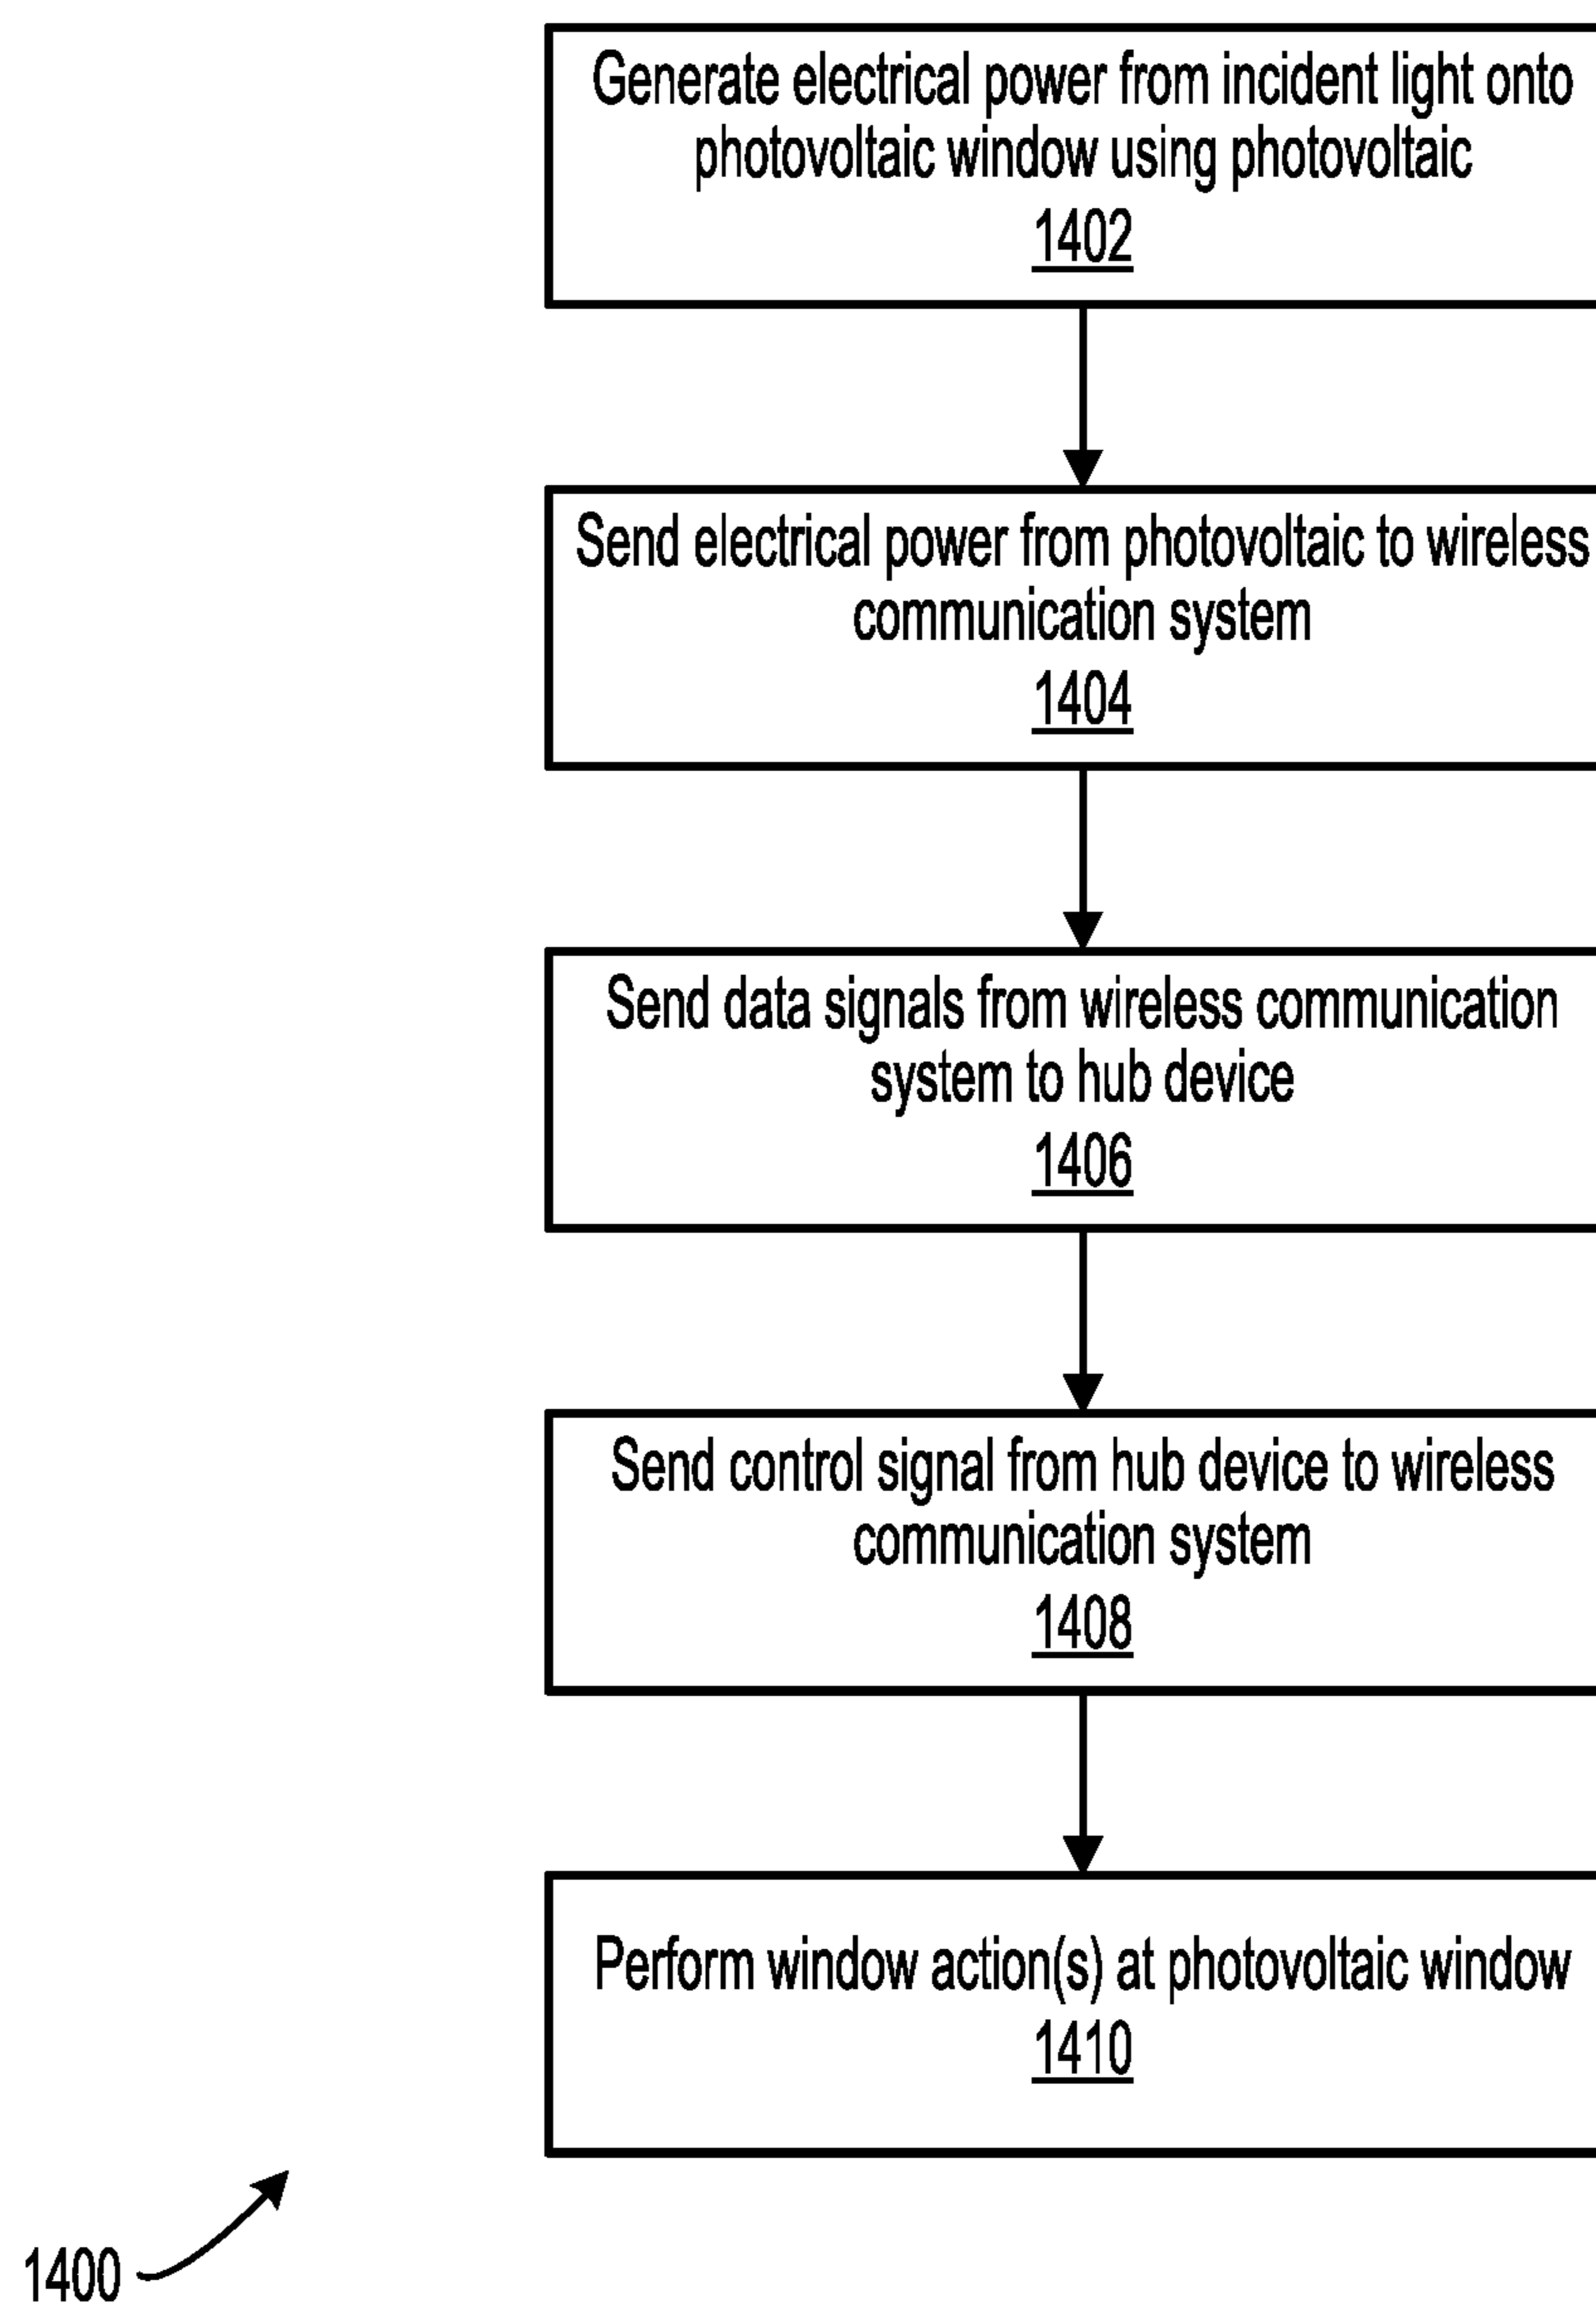 Generate electrical power from incident light onto
photovoltaic window using photovoltaic
1402
Send electrical power from photovoltaic to wireless
communication system
1404
Send data signals from wireless communication
system to hub device
1406
Send control signal from hub device to wireless
communication system
1408
Perform window action(s) at photovoltaic window
1410
1400